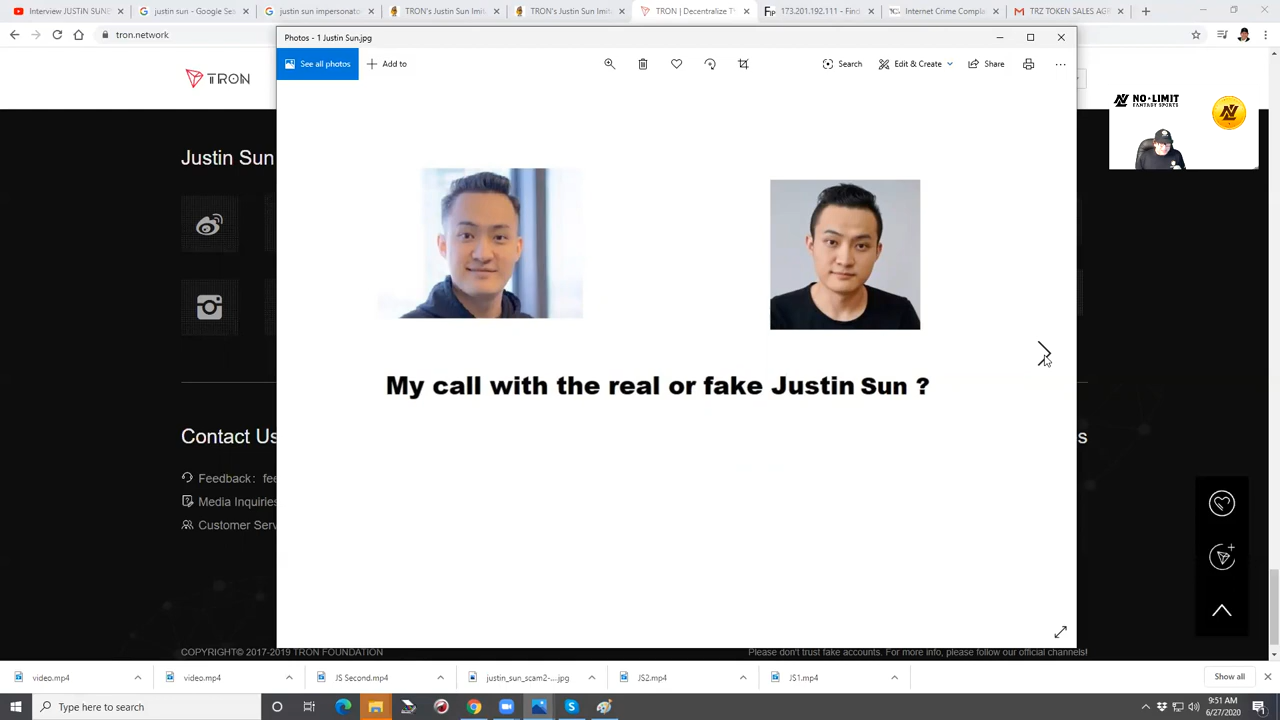 Interview JUSTIN SUN
justin sun - Google Se
justin sun impersonato
TRON's Justin Sun Imit
TRON's Justin Sun Imit
TRON | Decentralize T
173.201.192.111 - Find
Internet Crime Comple
TRZ TOKEN SALES AG
tron.network
Photos - 1 Justin Sun.jpg
See all photos
Add to
Search
Edit & Create
Share
TRON
NO-LIMIT
FANTASY SPORTS
Justin Sun
My call with the real or fake Justin Sun ?
Contact Us
s
Feedback: fee
Media Inquirie
Customer Serv
COPYRIGHT© 2017-2019 TRON FOUNDATION
Please don't trust fake accounts. For more info, please follow our official channels!
video.mp4
video.mp4
JS Second.mp4
justin_sun_scam2-....jpg
JS2.mp4
JS1.mp4
Show all
Type here to search
9:51 AM
6/27/2020